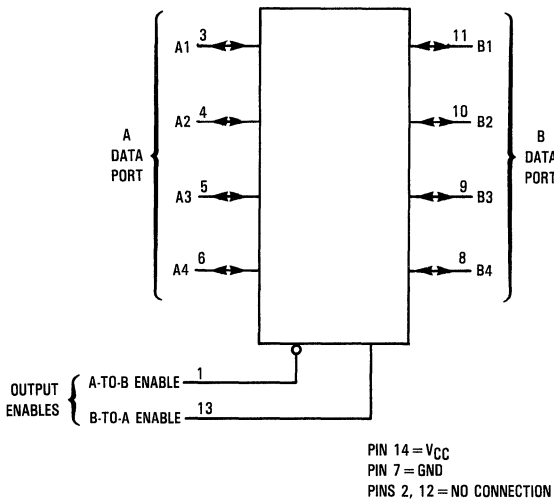 A DATA PORT
A1 3
A2 4
A3 5
A4 6
11 B1
10 B2
9 B3
8 B4
B DATA PORT
OUTPUT ENABLES
A-TO-B ENABLE 1
B-TO-A ENABLE 13
PIN 14 = VCC
PIN 7 = GND
PINS 2, 12 = NO CONNECTION